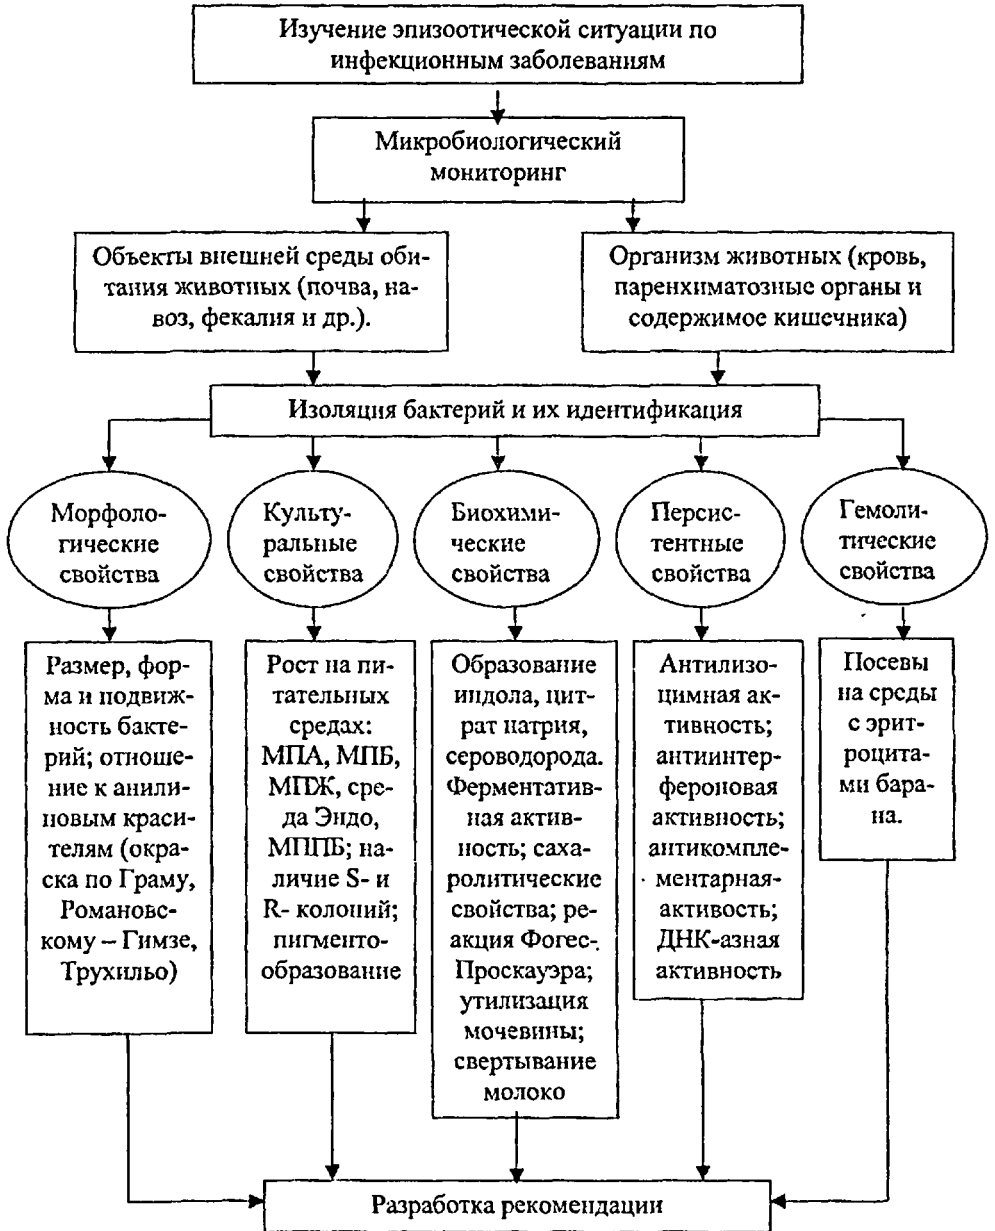 Изучение эпизоотической ситуации по
инфекционным заболеваниям
Микробиологический
мониторинг
Объекты внешней среды оби-
тания животных (почва, на-
воз, фекалия и др.).
Организм животных (кровь,
паренхиматозные органы и
содержимое кишечника)
Изоляция бактерий и их идентификация
Морфоло-
гические
свойства
Культу-
ральные
свойства
Биохими-
ческие
свойства
Персис-
тентные
свойства
Гемоли-
тические
свойства
Размер, фор-
ма и подвиж-
ность бакте-
рий; отноше-
ние к анили-
новым краси-
телям (окра-
ска по Граму,
Романовс-
кому – Гимзе,
Трухильо)
Рост на пи-
тательных
средах:
МПА, МПБ,
МПЖ, сре-
да Эндо,
МППБ; на-
личие S- и
R- колоний;
пигменто-
образование
Образование
индола, цит-
рат натрия,
сероводорода.
Ферментатив-
ная актив-
ность; саха-
ролитические
свойства; ре-
акция Фогес-
Проскауэра;
утилизация
мочевины;
свертывание
молоко
Антилизо-
цимная ак-
тивность;
антиинтер-
фероновая
активность;
антикомпле-
ментарная-
активость;
ДНК-азная
активность
Посевы
на среды
с эрит-
роцита-
ми бара-
на.
Разработка рекомендации